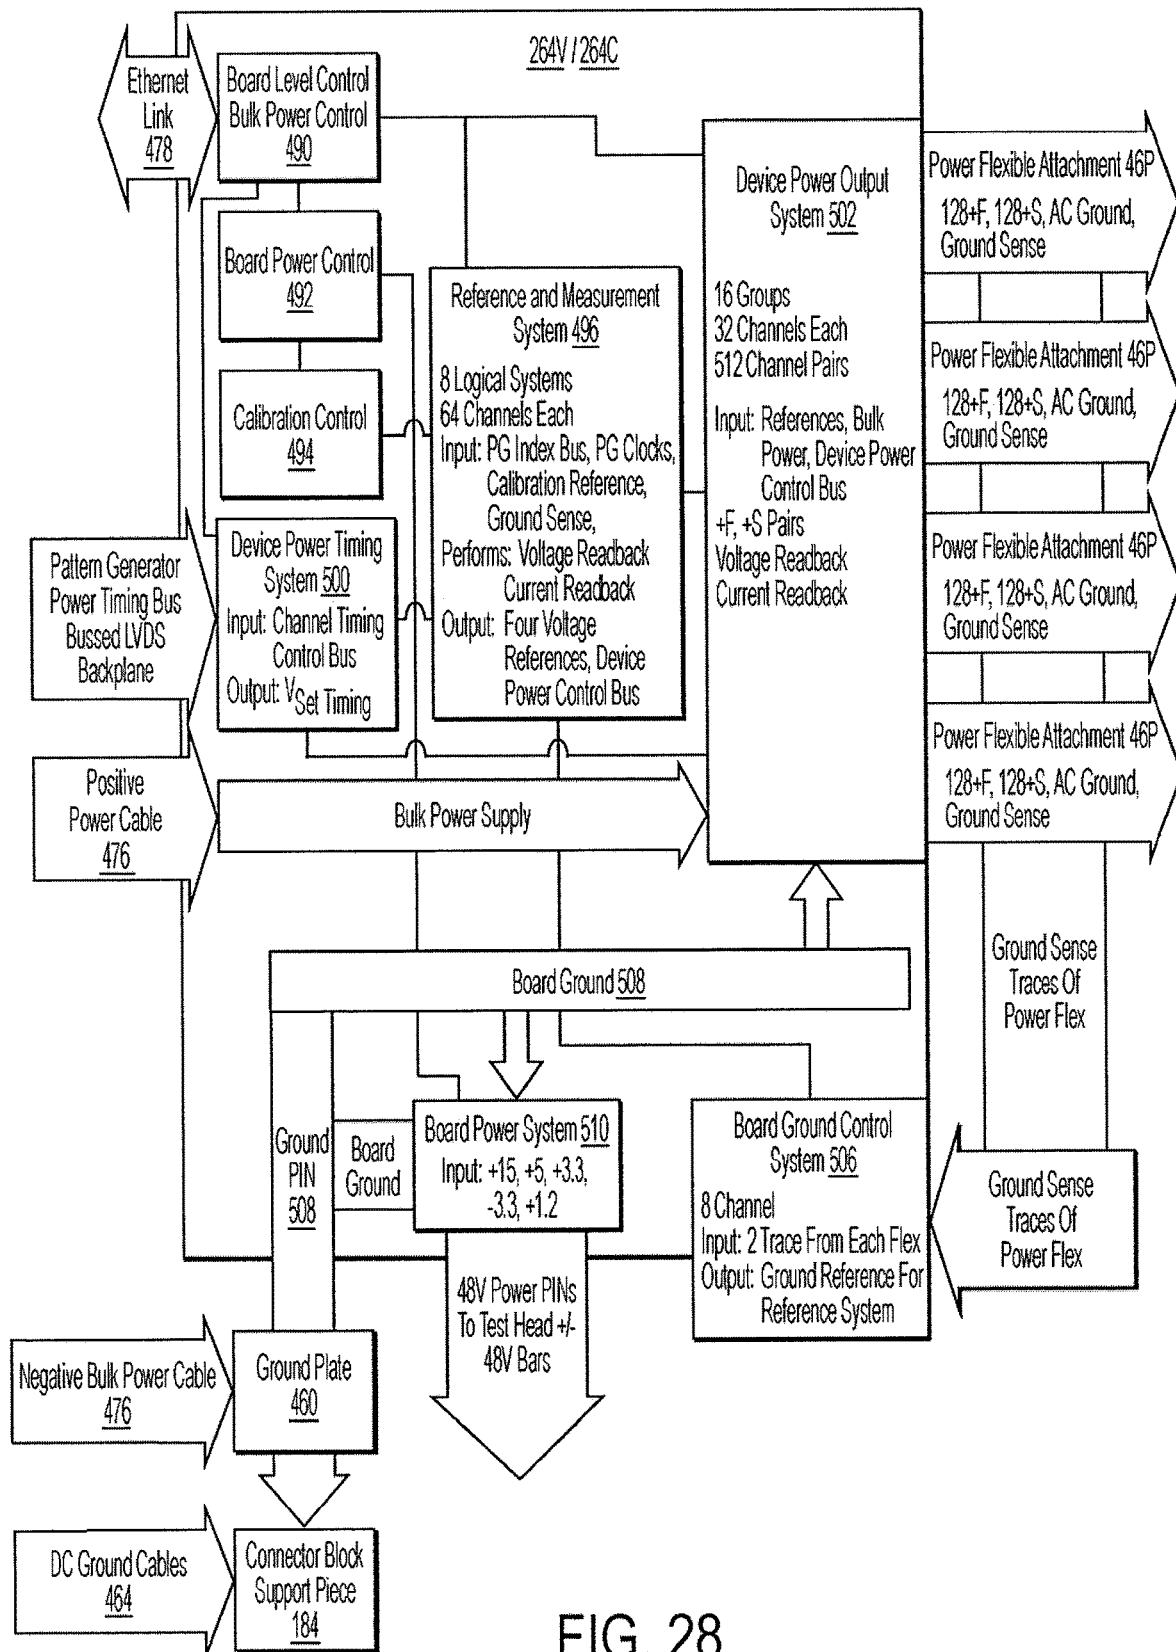 264V / 264C
Ethernet
Link
478
Board Level Control
Bulk Power Control
490
Board Power Control
492
Calibration Control
494
Pattern Generator
Power Timing Bus
Bussed LVDS
Backplane
Device Power Timing
System 500
Input: Channel Timing
Control Bus
Output: VSet Timing
Reference and Measurement
System 496
8 Logical Systems
64 Channels Each
Input: PG Index Bus, PG Clocks,
Calibration Reference,
Ground Sense,
Performs: Voltage Readback
Current Readback
Output: Four Voltage
References, Device
Power Control Bus
Device Power Output
System 502
16 Groups
32 Channels Each
512 Channel Pairs
Input: References, Bulk
Power, Device Power
Control Bus
+F, +S Pairs
Voltage Readback
Current Readback
Power Flexible Attachment 46P
128+F, 128+S, AC Ground,
Ground Sense
Power Flexible Attachment 46P
128+F, 128+S, AC Ground,
Ground Sense
Power Flexible Attachment 46P
128+F, 128+S, AC Ground,
Ground Sense
Power Flexible Attachment 46P
128+F, 128+S, AC Ground,
Ground Sense
Positive
Power Cable
476
Bulk Power Supply
Board Ground 508
Ground Sense
Traces Of
Power Flex
Ground
PIN
508
Board
Ground
Board Power System 510
Input: +15, +5, +3.3,
-3.3, +1.2
Board Ground Control
System 506
8 Channel
Input: 2 Trace From Each Flex
Output: Ground Reference For
Reference System
Ground Sense
Traces Of
Power Flex
48V Power PINs
To Test Head +/-
48V Bars
Negative Bulk Power Cable
476
Ground Plate
460
DC Ground Cables
464
Connector Block
Support Piece
184
FIG. 28